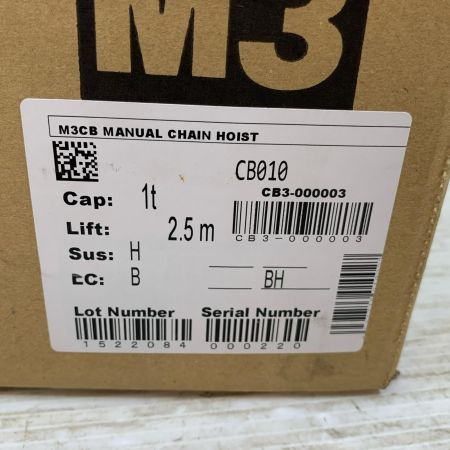 M3
M3CB MANUAL CHAIN HOIST
CB010
CB3-000003
Cap: 1t
Lift: 2.5 m
CB3-000003
Sus: H
EC: B BH
Lot Number Serial Number
1522084 000220